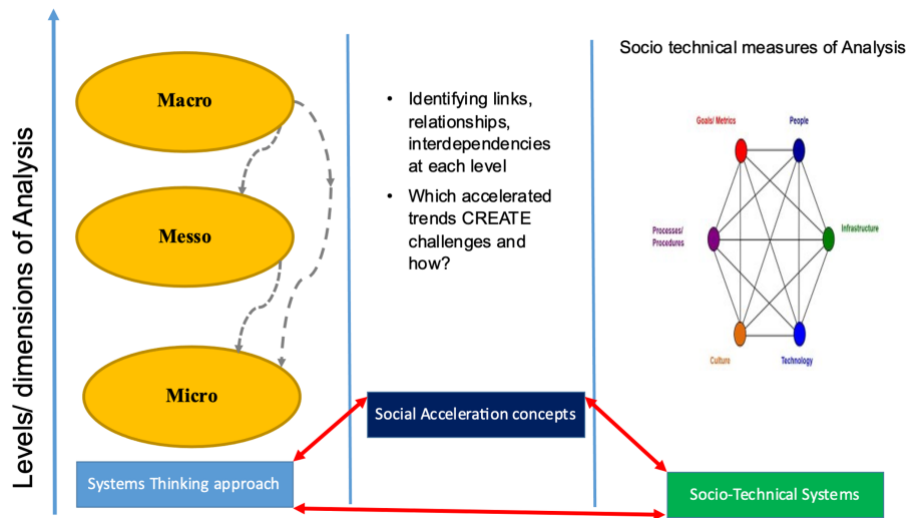 Levels/ dimensions of Analysis
Macro
Messo
Micro
Systems Thinking approach
• Identifying links,
relationships,
interdependencies
at each level
• Which accelerated
trends CREATE
challenges and
how?
Social Acceleration concepts
Socio technical measures of Analysis
Goals/ Metrics
People
Processes/
Procedures
Infrastructure
Culture
Technology
Socio-Technical Systems